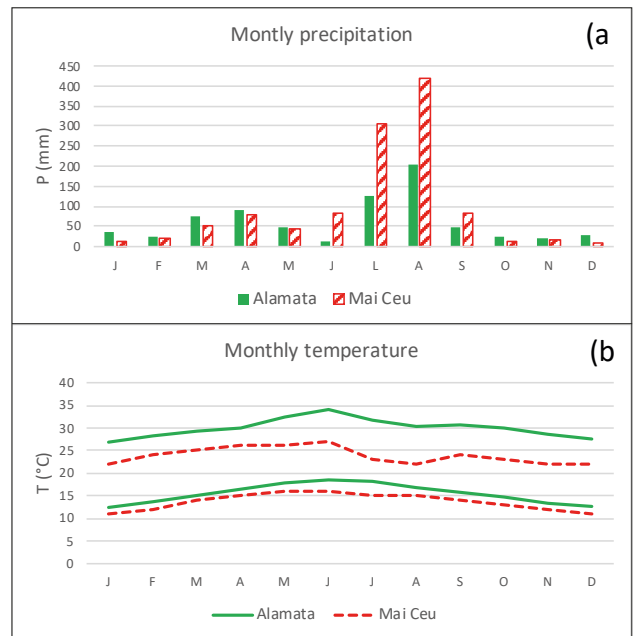 Montly precipitation
(a
450
400
350
300
250
200
150
100
50
0
P (mm)
J F M A M J L A S O N D
Alamata Mai Ceu
Monthly temperature
(b
40
35
30
25
20
15
10
5
0
T (°C)
J F M A M J J A S O N D
Alamata Mai Ceu